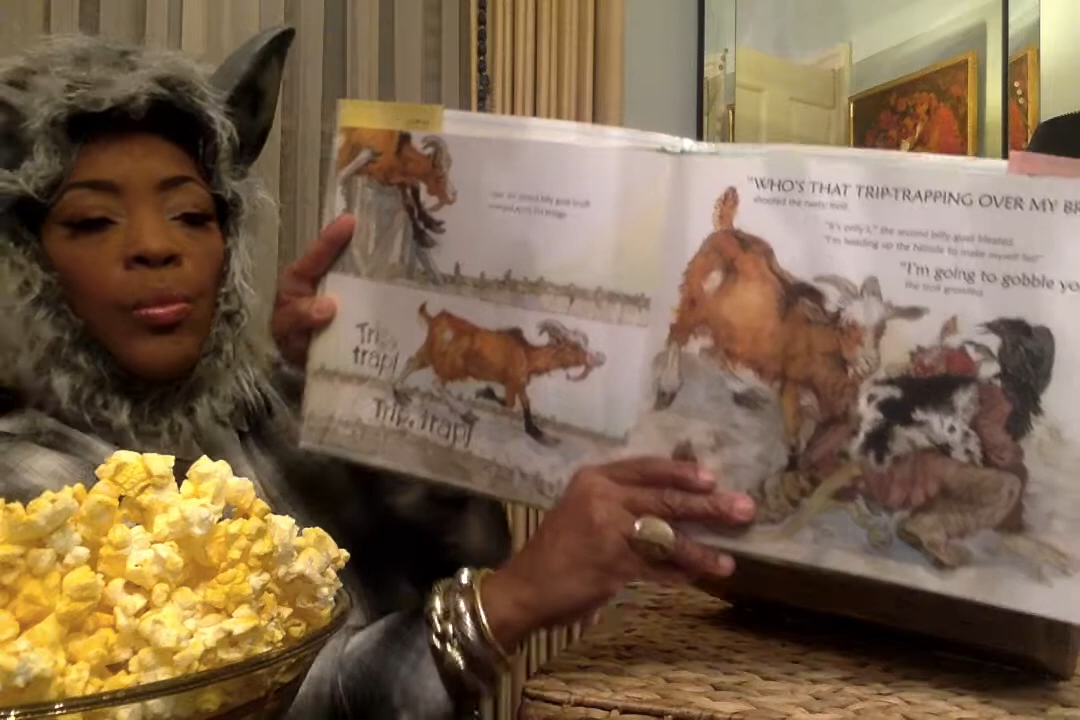 Trip,
trap!
Trip, trap!
"WHO'S THAT TRIP-TRAPPING OVER MY BR
shouted the nasty troll.
"It's only I," the second billy goat bleated.
"I'm heading up the hillside to make myself fat!"
"I'm going to gobble yo
the troll growled.